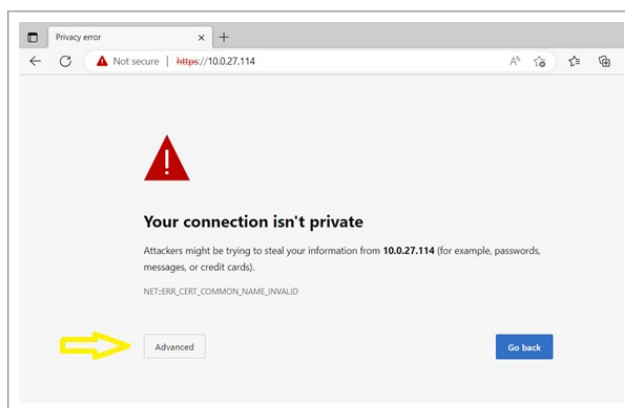 Privacy error
Not secure | https://10.0.27.114
Your connection isn't private
Attackers might be trying to steal your information from 10.0.27.114 (for example, passwords,
messages, or credit cards).
NET::ERR_CERT_COMMON_NAME_INVALID
Advanced
Go back